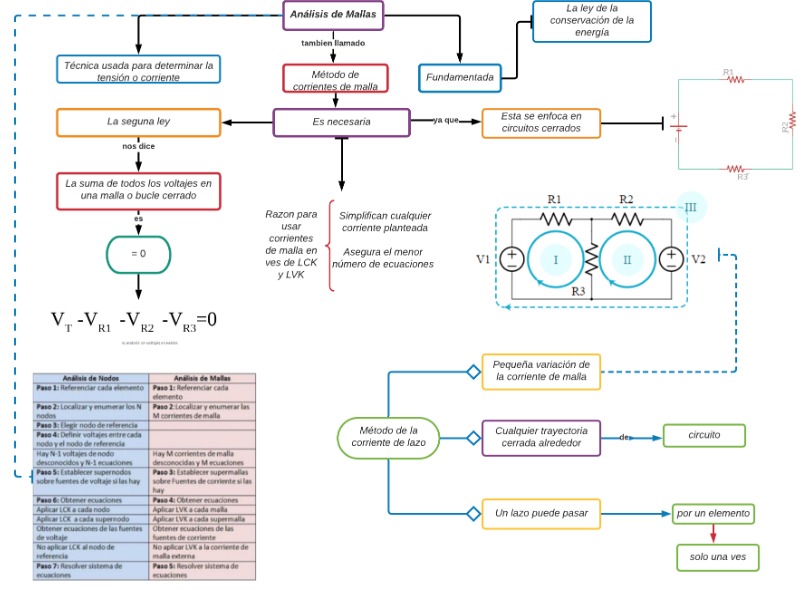 Análisis de Mallas
La ley de la
conservación de la
energía
tambien llamado
Técnica usada para determinar la
tensión o corriente
Método de
corrientes de malla
Fundamentada
La seguna ley
Es necesaria
ya que
Esta se enfoca en
circuitos cerrados
R1
R2
R3
nos dice
La suma de todos los voltajes en
una malla o bucle cerrado
es
= 0
Razon para
usar
corrientes
de malla en
ves de LCK
y LVK
Simplifican cualquier
corriente planteada
Asegura el menor
número de ecuaciones
R1
R2
III
V1
I
II
V2
R3
V_T -V_R1 -V_R2 -V_R3=0
Análisis de Nodos
Análisis de Mallas
Paso 1: Referenciar cada elemento
Paso 1: Referenciar cada
elemento
Paso 2: Localizar y enumerar los N
nodos
Paso 2:Localizar y enumerar las
M corrientes de malla
Paso 3: Elegir nodo de referencia
Paso 4: Definir voltajes entre cada
nodo y el nodo de referencia
Hay N-1 voltajes de nodo
desconocidos y N-1 ecuaciones
Hay M corrientes de malla
desconocidas y M ecuaciones
Paso 5: Establecer supernodos
sobre fuentes de voltaje si las hay
Paso 3: Establecer supermallas
sobre Fuentes de corriente si las
hay
Paso 6: Obtener ecuaciones
Paso 4: Obtener ecuaciones
Aplicar LCK a cada nodo
Aplicar LVK a cada malla
Aplicar LCK a cada supernodo
Aplicar LVK a cada supermalla
Obtener ecuaciones de las fuentes
de voltaje
Obtener ecuaciones de las
fuentes de corriente
No aplicar LCK al nodo de
referencia
No aplicar LVK a la corriente de
malla externa
Paso 7: Resolver sistema de
ecuaciones
Paso 5: Resolver sistema de
ecuaciones
Método de la
corriente de lazo
Pequeña variación de
la corriente de malla
Cualquier trayectoria
cerrada alrededor
de
circuito
Un lazo puede pasar
por un elemento
solo una ves